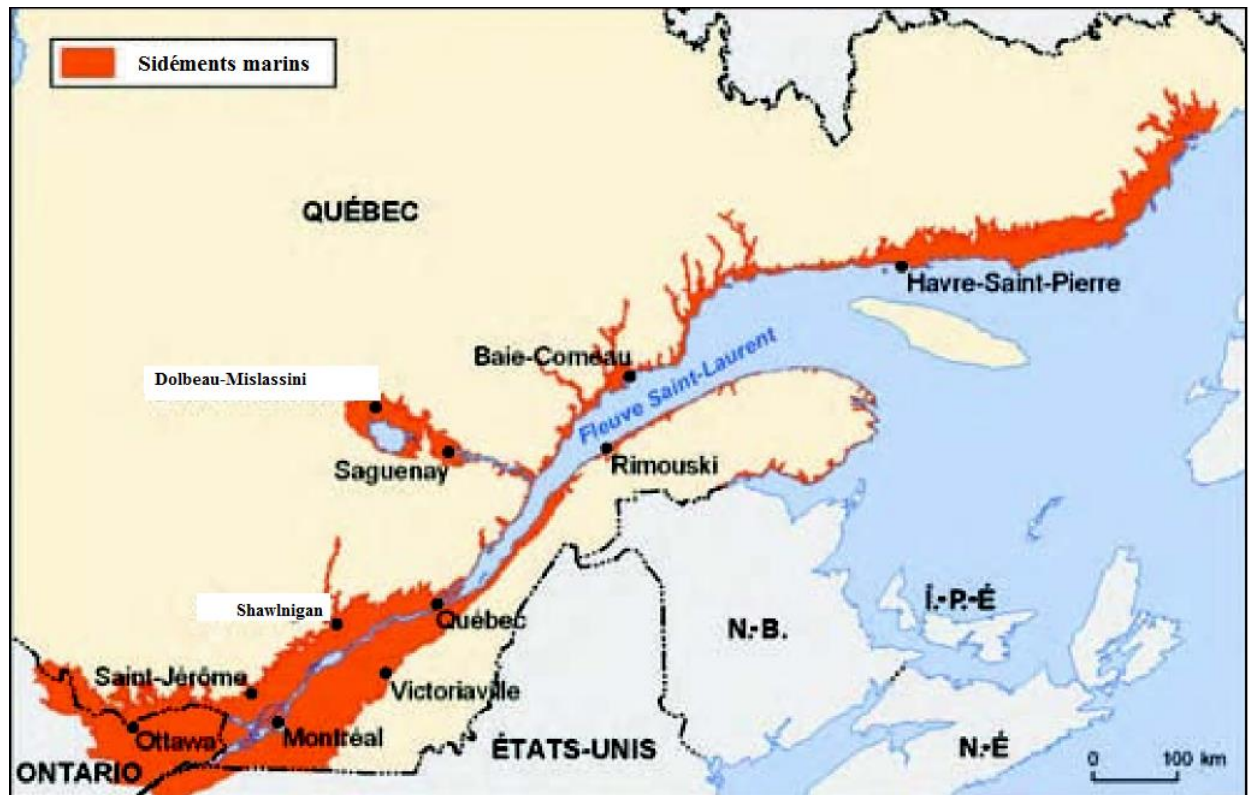 Sidéments marins
QUÉBEC
Havre-Saint-Pierre
Baie-Comeau
Fleuve Saint-Laurent
Dolbeau-Mislassini
Saguenay
Rimouski
Shawlnigan
Québec
Î.-P.-É
N.-B.
Saint-Jérôme
Victoriaville
Ottawa
Montréal
ÉTATS-UNIS
N.-É
ONTARIO
0 100 km